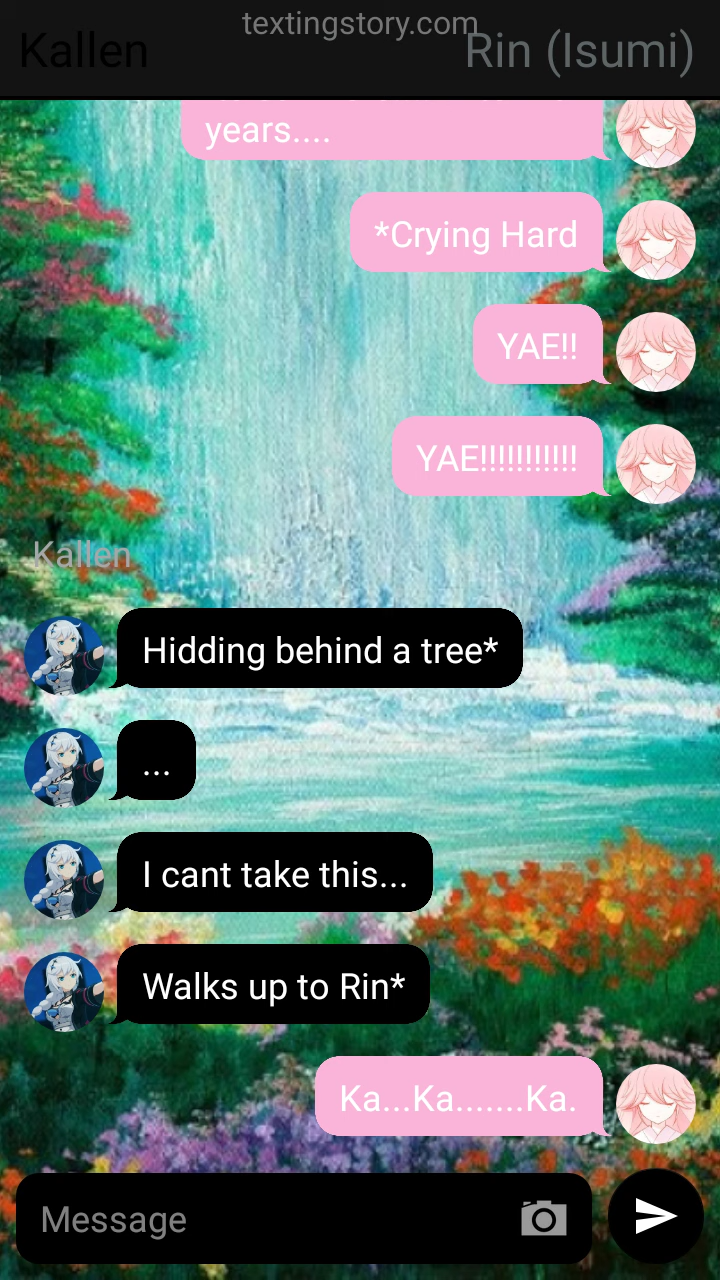 textingstory.com
Kallen
Rin (Isumi)
years....
*Crying Hard
YAE!!
YAE!!!!!!!!!!!
Kallen
Hidding behind a tree*
...
I cant take this...
Walks up to Rin*
Ka...Ka.......Ka.
Message